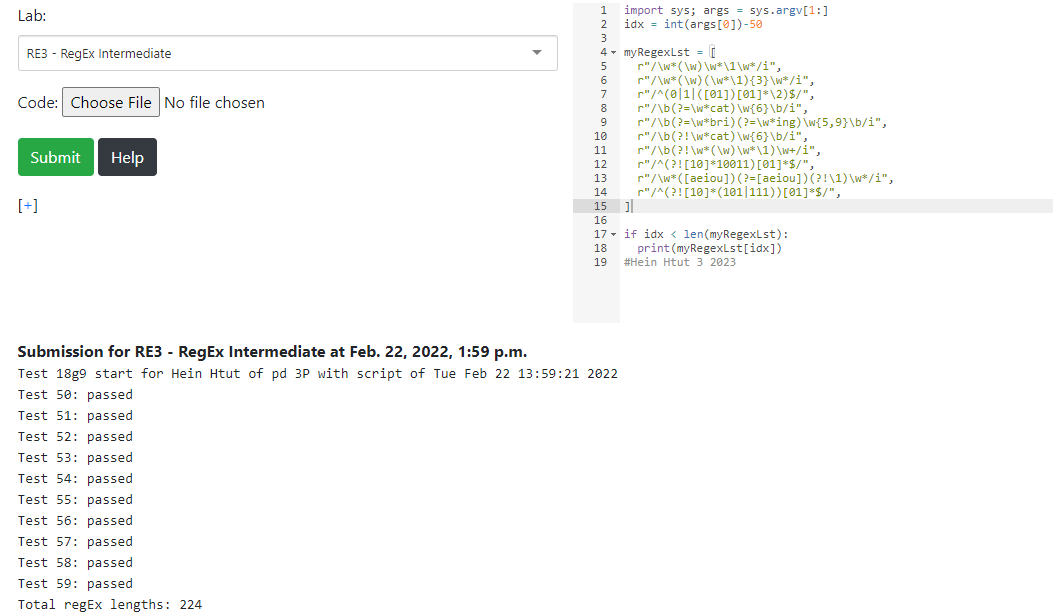 Lab:
RE3 - RegEx Intermediate
Code: Choose File No file chosen
Submit Help
[+]
1 import sys; args = sys.argv[1:]
2 idx = int(args[0])-50
3
4 myRegexLst = [
5 r"/\w*(\w)\w*\1\w*/i",
6 r"/\w*(\w)(\w*\1){3}\w*/i",
7 r"/^(0|1|([01])[01]*\2)$/",
8 r"/\b(?=\w*cat)\w{6}\b/i",
9 r"/\b(?=\w*bri)(?=\w*ing)\w{5,9}\b/i",
10 r"/\b(?!\w*cat)\w{6}\b/i",
11 r"/\b(?!\w*(\w)\w*\1)\w+/i",
12 r"/^(?![10]*10011)[01]*$/",
13 r"/\w*([aeiou])(?=[aeiou])(?!\1)\w*/i",
14 r"/^(?![10]*(101|111))[01]*$/",
15 ]
16
17 if idx < len(myRegexLst):
18 print(myRegexLst[idx])
19 #Hein Htut 3 2023
Submission for RE3 - RegEx Intermediate at Feb. 22, 2022, 1:59 p.m.
Test 18g9 start for Hein Htut of pd 3P with script of Tue Feb 22 13:59:21 2022
Test 50: passed
Test 51: passed
Test 52: passed
Test 53: passed
Test 54: passed
Test 55: passed
Test 56: passed
Test 57: passed
Test 58: passed
Test 59: passed
Total regEx lengths: 224